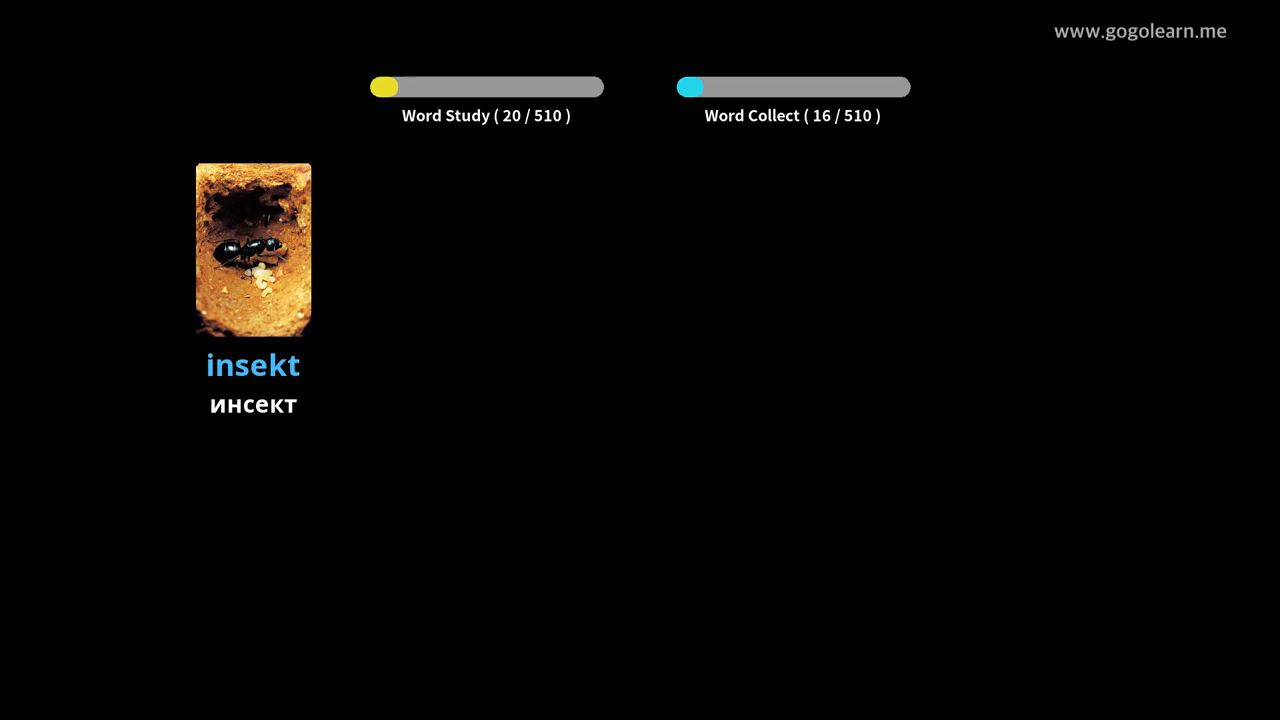 www.gogolearn.me
Word Study ( 20 / 510 )
Word Collect ( 16 / 510 )
insekt
инсект